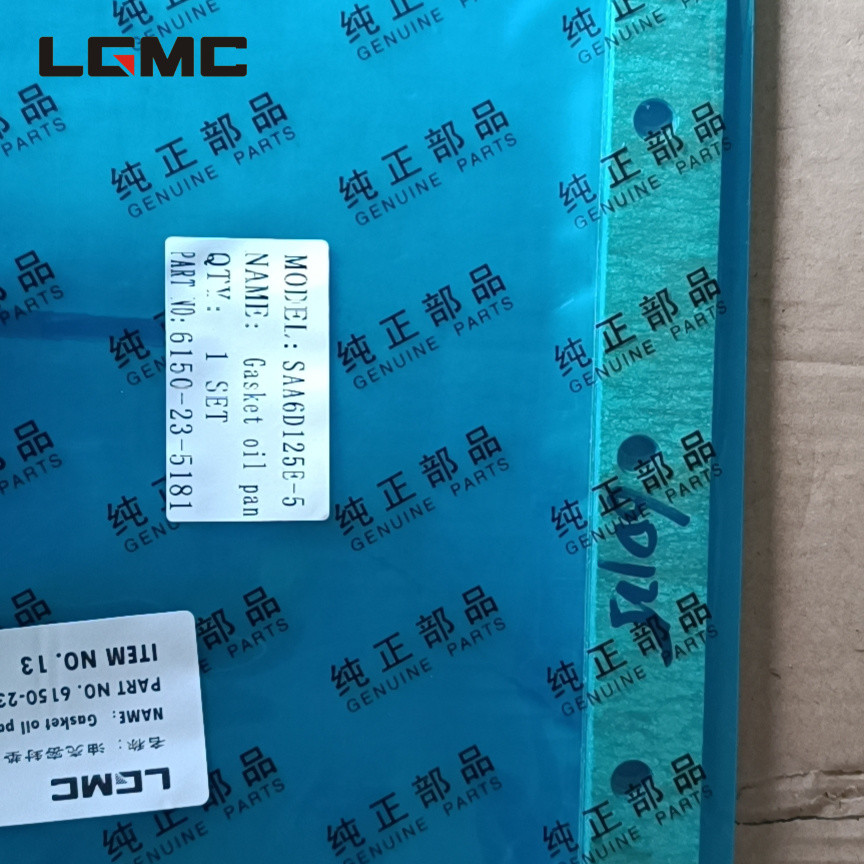 LGMC
纯正部品
GENUINE PARTS
MODEL: SAA6D125E-5
NAME: Gasket oil pan
QTY: 1 SET
PART NO: 6150-23-5181
LGMC
名称：油壳密封垫
NAME: Gasket oil pa
PART NO. 6150-23
ITEM NO. 13